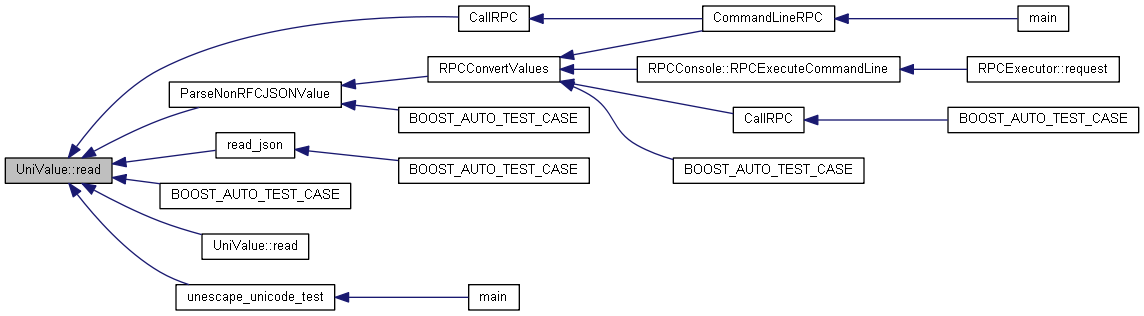 CallRPC
CommandLineRPC
main
RPCConvertValues
RPCConsole::RPCExecuteCommandLine
RPCExecutor::request
ParseNonRFCJSONValue
BOOST_AUTO_TEST_CASE
CallRPC
BOOST_AUTO_TEST_CASE
read_json
UniValue::read
BOOST_AUTO_TEST_CASE
BOOST_AUTO_TEST_CASE
BOOST_AUTO_TEST_CASE
UniValue::read
unescape_unicode_test
main